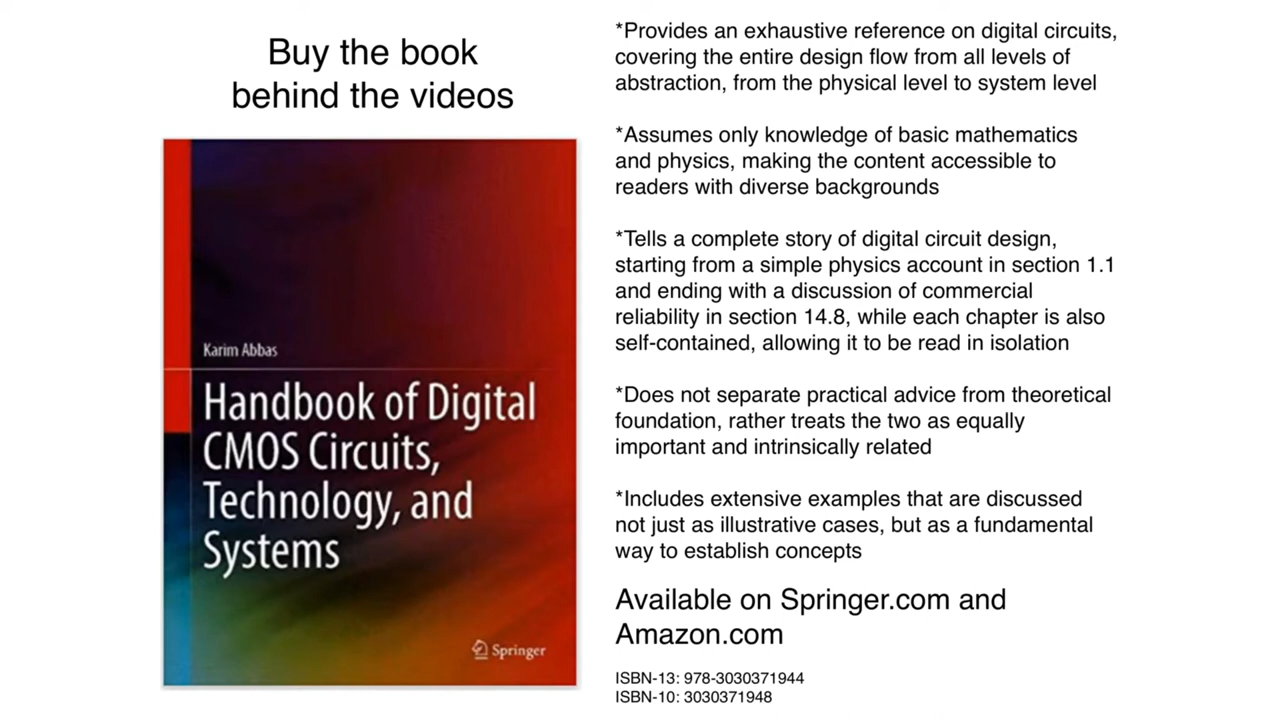 Buy the book
behind the videos
Karim Abbas
Handbook of Digital
CMOS Circuits,
Technology, and
Systems
Springer
*Provides an exhaustive reference on digital circuits,
covering the entire design flow from all levels of
abstraction, from the physical level to system level
*Assumes only knowledge of basic mathematics
and physics, making the content accessible to
readers with diverse backgrounds
*Tells a complete story of digital circuit design,
starting from a simple physics account in section 1.1
and ending with a discussion of commercial
reliability in section 14.8, while each chapter is also
self-contained, allowing it to be read in isolation
*Does not separate practical advice from theoretical
foundation, rather treats the two as equally
important and intrinsically related
*Includes extensive examples that are discussed
not just as illustrative cases, but as a fundamental
way to establish concepts
Available on Springer.com and
Amazon.com
ISBN-13: 978-3030371944
ISBN-10: 3030371948